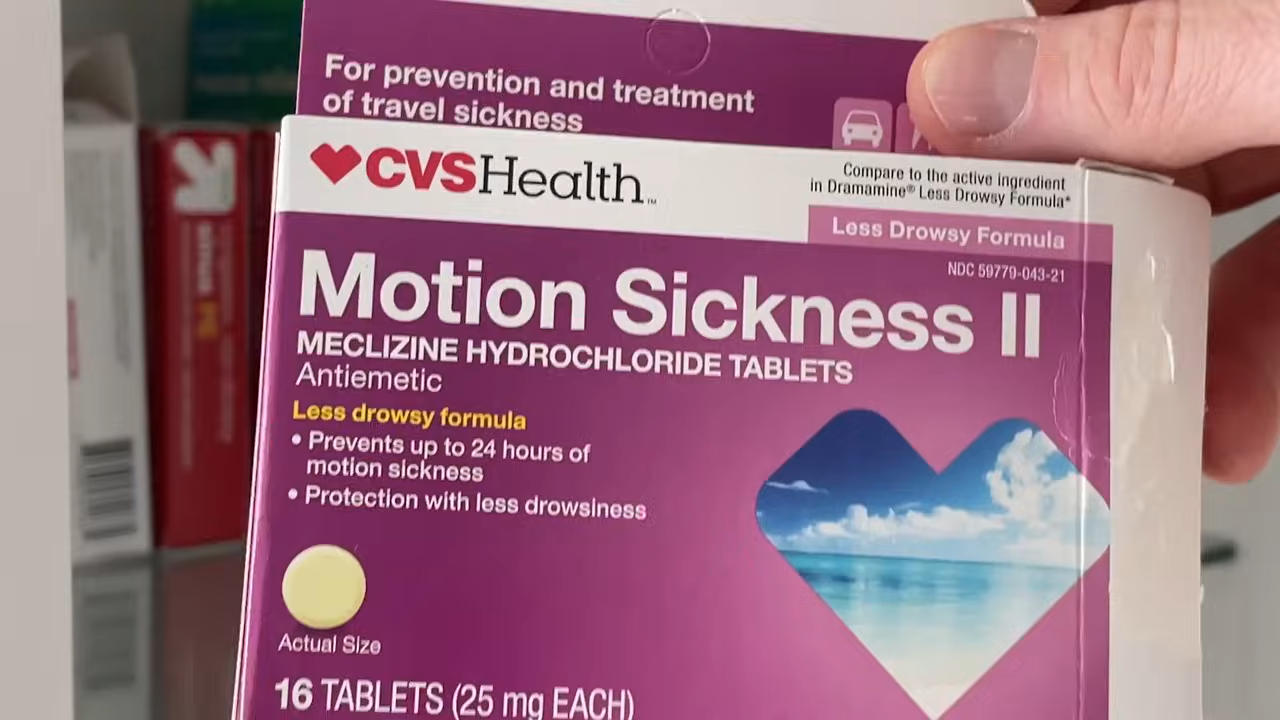 For prevention and treatment
of travel sickness
CVSHealth™
Compare to the active ingredient
in Dramamine® Less Drowsy Formula*
Less Drowsy Formula
NDC 59779-043-21
Motion Sickness II
MECLIZINE HYDROCHLORIDE TABLETS
Antiemetic
Less drowsy formula
• Prevents up to 24 hours of
motion sickness
• Protection with less drowsiness
Actual Size
16 TABLETS (25 mg EACH)